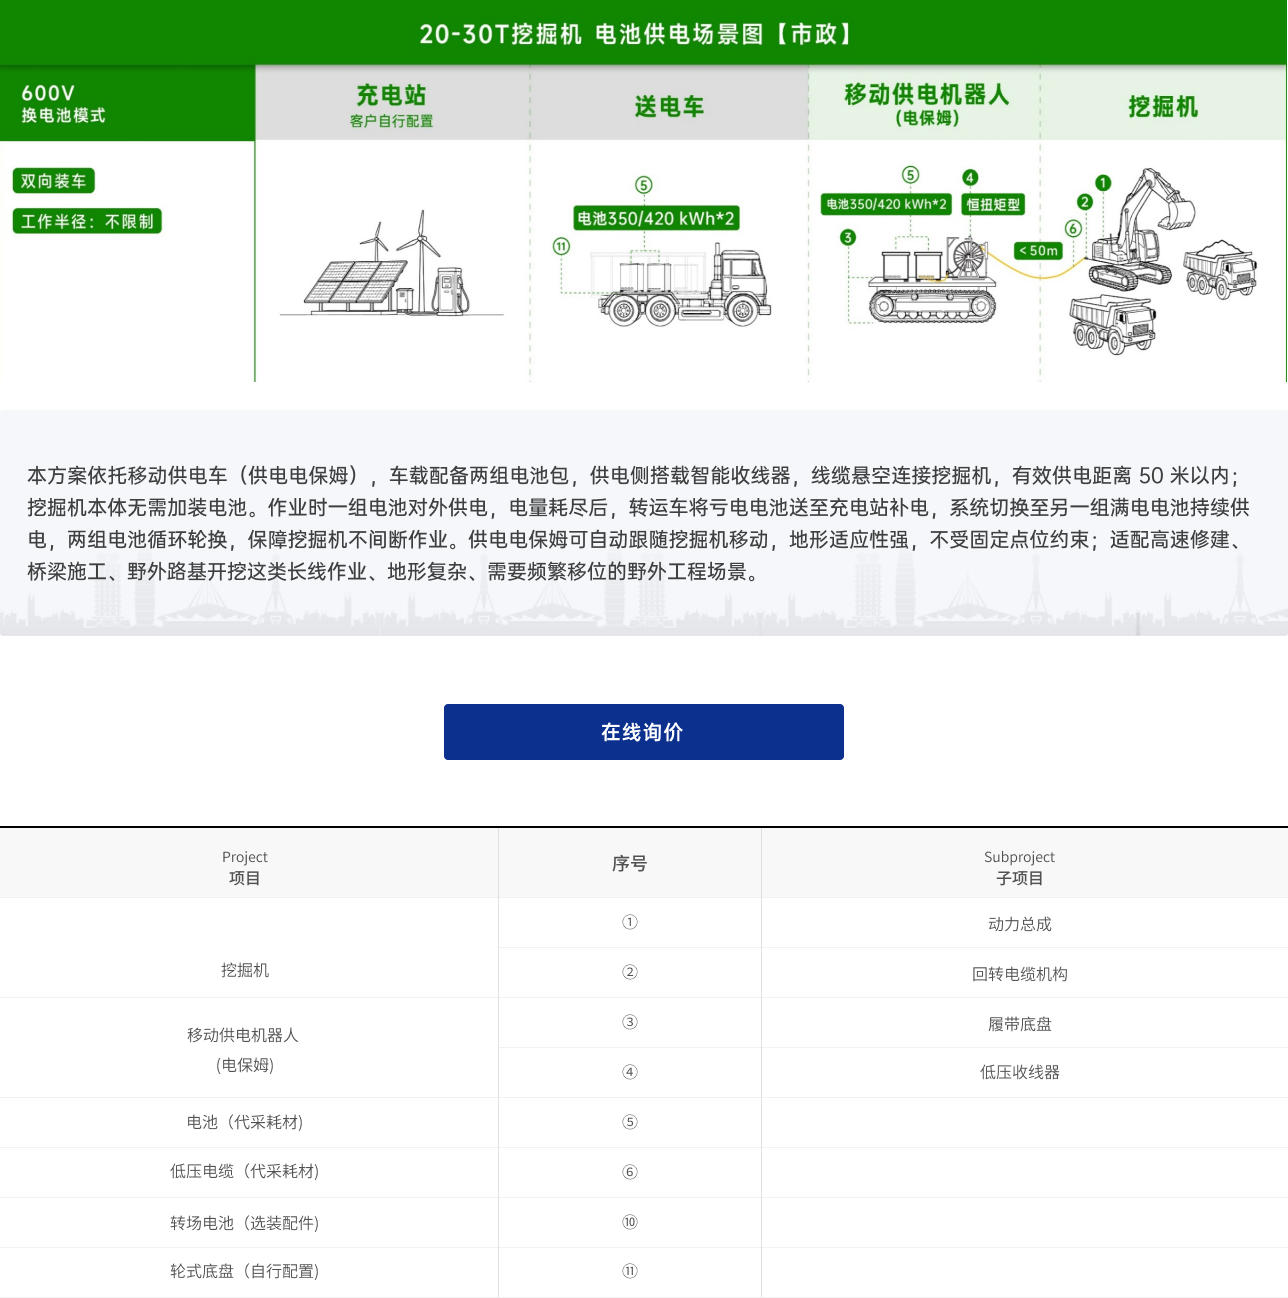 20-30T挖掘机 电池供电场景图【市政】
600V
换电池模式
充电站
客户自行配置
送电车
移动供电机器人
(电保姆)
挖掘机
双向装车
工作半径：不限制
⑤
电池350/420 kWh*2
⑪
⑤
电池350/420 kWh*2
❹
恒扭矩型
❸
＜50m
❶
❷
⑥
本方案依托移动供电车（供电电保姆），车载配备两组电池包，供电侧搭载智能收线器，线缆悬空连接挖掘机，有效供电距离 50 米以内；
挖掘机本体无需加装电池。作业时一组电池对外供电，电量耗尽后，转运车将亏电电池送至充电站补电，系统切换至另一组满电电池持续供
电，两组电池循环轮换，保障挖掘机不间断作业。供电电保姆可自动跟随挖掘机移动，地形适应性强，不受固定点位约束；适配高速修建、
桥梁施工、野外路基开挖这类长线作业、地形复杂、需要频繁移位的野外工程场景。
在线询价
Project
项目
序号
Subproject
子项目
挖掘机
①
动力总成
②
回转电缆机构
移动供电机器人
(电保姆)
③
履带底盘
④
低压收线器
电池（代采耗材)
⑤
低压电缆（代采耗材)
⑥
转场电池（选装配件)
⑩
轮式底盘（自行配置)
⑪